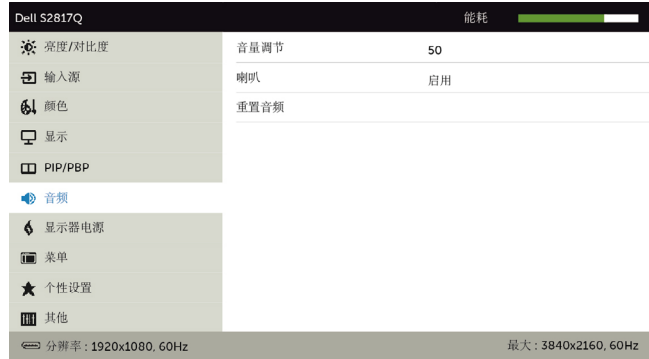 Dell S2817Q 能耗
亮度/对比度
输入源
颜色
显示
PIP/PBP
音频
显示器电源
菜单
个性设置
其他
音量调节 50
喇叭 启用
重置音频
分辨率 : 1920x1080, 60Hz 最大 : 3840x2160, 60Hz